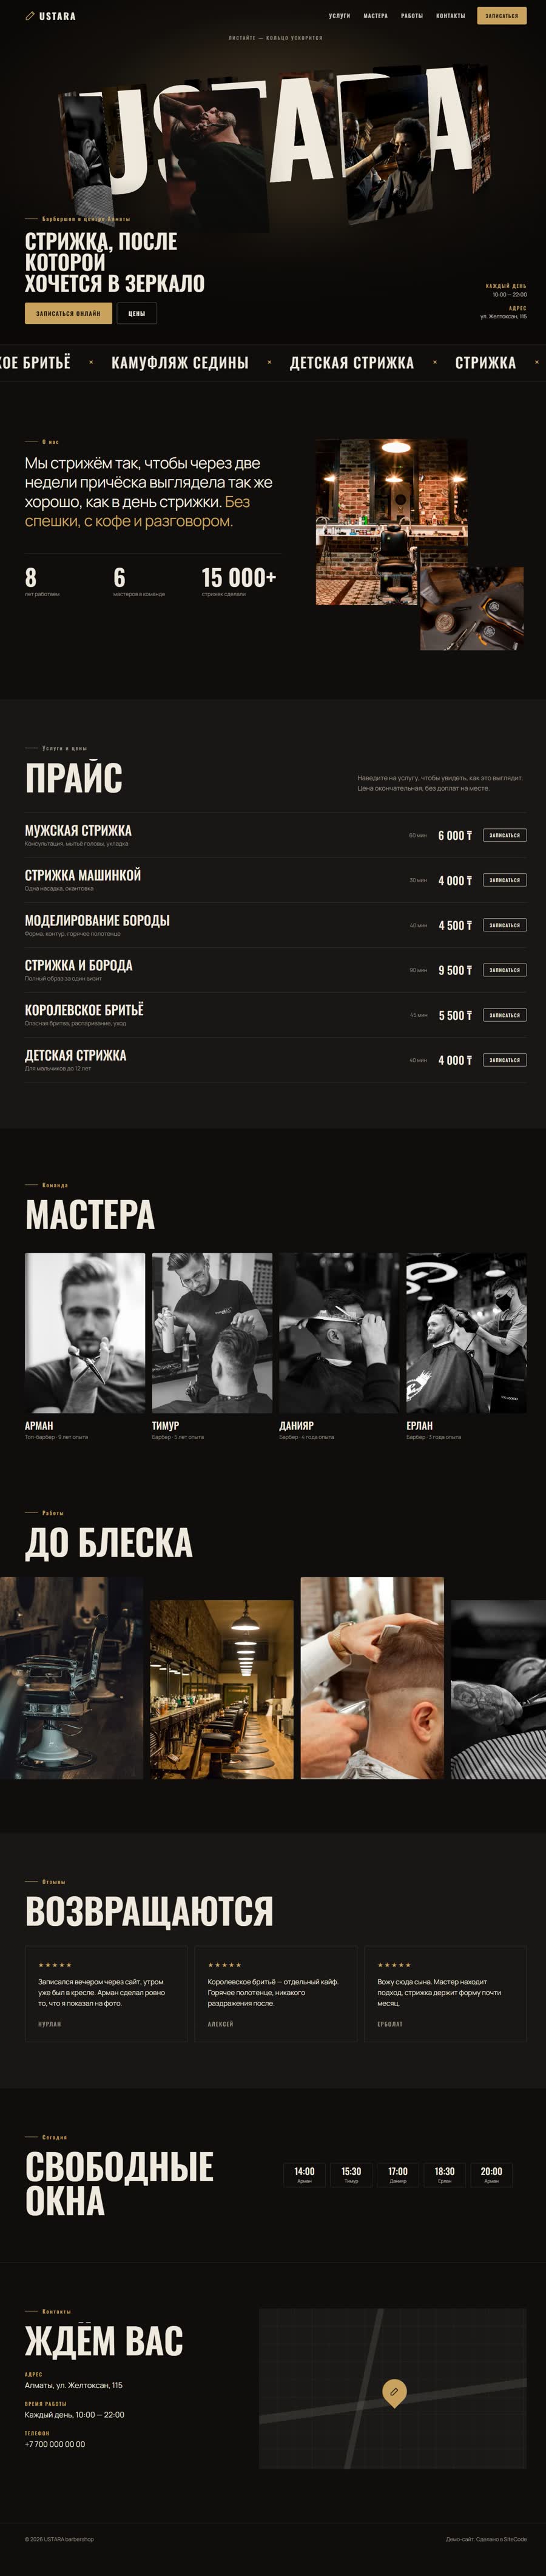 USTARA
УСЛУГИ
МАСТЕРА
РАБОТЫ
КОНТАКТЫ
ЗАПИСАТЬСЯ
ЛИСТАЙТЕ — КОЛЬЦО УСКОРИТСЯ
USTARA
Барбершоп в центре Алматы
СТРИЖКА, ПОСЛЕ
КОТОРОЙ
ХОЧЕТСЯ В ЗЕРКАЛО
ЗАПИСАТЬСЯ ОНЛАЙН
ЦЕНЫ
КАЖДЫЙ ДЕНЬ
10:00 — 22:00
АДРЕС
ул. Желтоксан, 115
КОЕ БРИТЬЁ × КАМУФЛЯЖ СЕДИНЫ × ДЕТСКАЯ СТРИЖКА × СТРИЖКА ×
О нас
Мы стрижём так, чтобы через две
недели причёска выглядела так же
хорошо, как в день стрижки. Без
спешки, с кофе и разговором.
8
лет работаем
6
мастеров в команде
15 000+
стрижек сделали
Услуги и цены
ПРАЙС
Наведите на услугу, чтобы увидеть, как это выглядит.
Цена окончательная, без доплат на месте.
МУЖСКАЯ СТРИЖКА
Консультация, мытьё головы, укладка
60 мин
6 000 ₸
ЗАПИСАТЬСЯ
СТРИЖКА МАШИНКОЙ
Одна насадка, окантовка
30 мин
4 000 ₸
ЗАПИСАТЬСЯ
МОДЕЛИРОВАНИЕ БОРОДЫ
Форма, контур, горячее полотенце
40 мин
4 500 ₸
ЗАПИСАТЬСЯ
СТРИЖКА И БОРОДА
Полный образ за один визит
90 мин
9 500 ₸
ЗАПИСАТЬСЯ
КОРОЛЕВСКОЕ БРИТЬЁ
Опасная бритва, распаривание, уход
45 мин
5 500 ₸
ЗАПИСАТЬСЯ
ДЕТСКАЯ СТРИЖКА
Для мальчиков до 12 лет
40 мин
4 000 ₸
ЗАПИСАТЬСЯ
Команда
МАСТЕРА
АРМАН
Топ-барбер · 9 лет опыта
ТИМУР
Барбер · 5 лет опыта
ДАНИЯР
Барбер · 4 года опыта
ЕРЛАН
Барбер · 3 года опыта
Работы
ДО БЛЕСКА
Отзывы
ВОЗВРАЩАЮТСЯ
★★★★★
Записался вечером через сайт, утром
уже был в кресле. Арман сделал ровно
то, что я показал на фото.
НУРЛАН
★★★★★
Королевское бритьё — отдельный кайф.
Горячее полотенце, никакого
раздражения после.
АЛЕКСЕЙ
★★★★★
Вожу сюда сына. Мастер находит
подход, стрижка держит форму почти
месяц.
ЕРБОЛАТ
Сегодня
СВОБОДНЫЕ
ОКНА
14:00
Арман
15:30
Тимур
17:00
Данияр
18:30
Ерлан
20:00
Арман
Контакты
ЖДЁМ ВАС
АДРЕС
Алматы, ул. Желтоксан, 115
ВРЕМЯ РАБОТЫ
Каждый день, 10:00 — 22:00
ТЕЛЕФОН
+7 700 000 00 00
© 2026 USTARA barbershop
Демо-сайт. Сделано в SiteCode